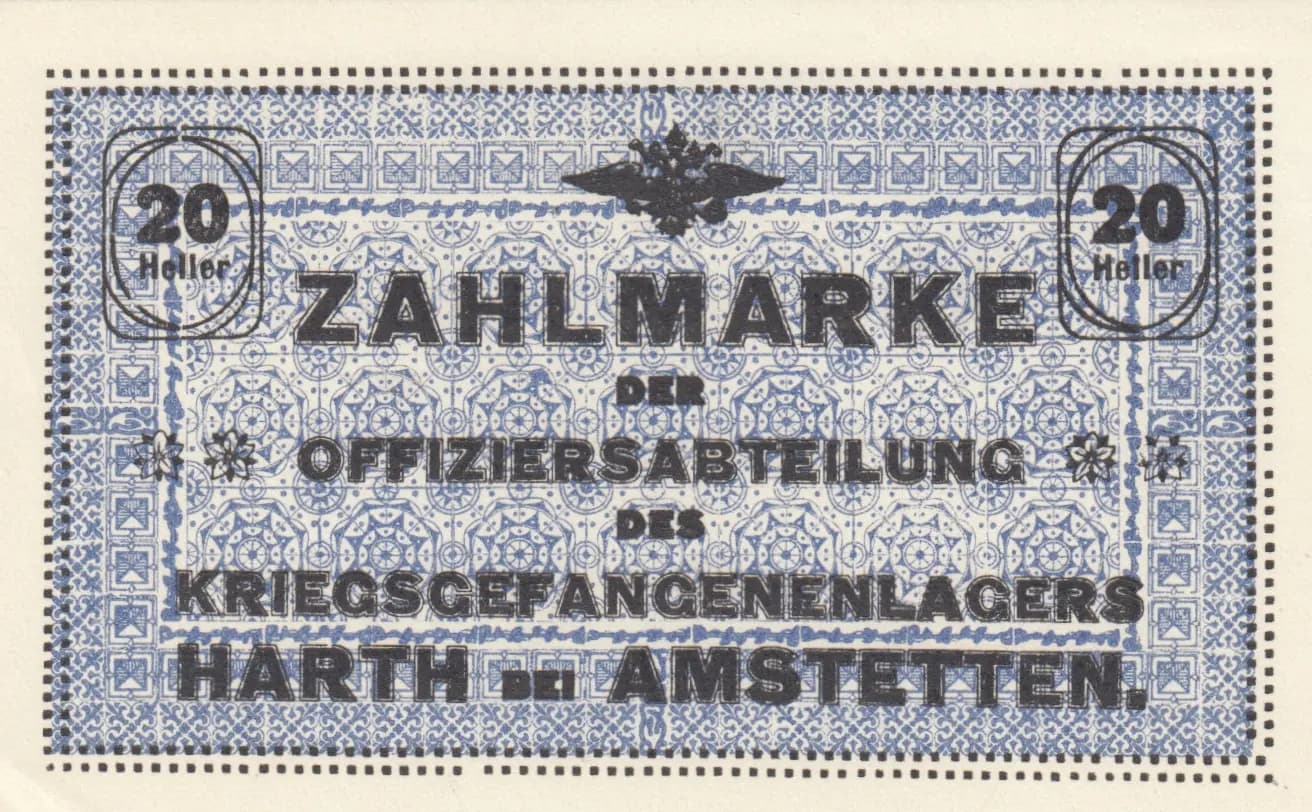 20 Heller
20 Heller
ZAHLMARKE
DER
OFFIZIERSABTEILUNG
DES
KRIEGSGEFANGENENLAGERS
HARTH BEI AMSTETTEN.